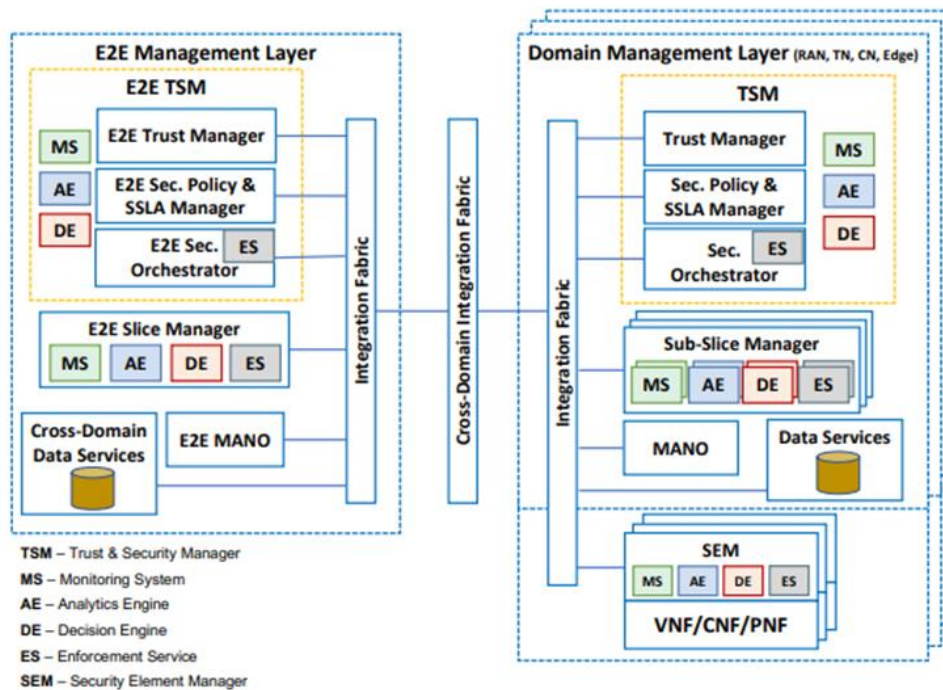 E2E Management Layer
E2E TSM
MS
AE
DE
E2E Trust Manager
E2E Sec. Policy &
SSLA Manager
E2E Sec.
Orchestrator
ES
E2E Slice Manager
MS
AE
DE
ES
Cross-Domain
Data Services
E2E MANO
Integration Fabric
Cross-Domain Integration Fabric
Integration Fabric
Domain Management Layer (RAN, TN, CN, Edge)
TSM
Trust Manager
Sec. Policy &
SSLA Manager
Sec.
Orchestrator
ES
MS
AE
DE
Sub-Slice Manager
MS
AE
DE
ES
MANO
Data Services
SEM
MS
AE
DE
ES
VNF/CNF/PNF
TSM – Trust & Security Manager
MS – Monitoring System
AE – Analytics Engine
DE – Decision Engine
ES – Enforcement Service
SEM – Security Element Manager